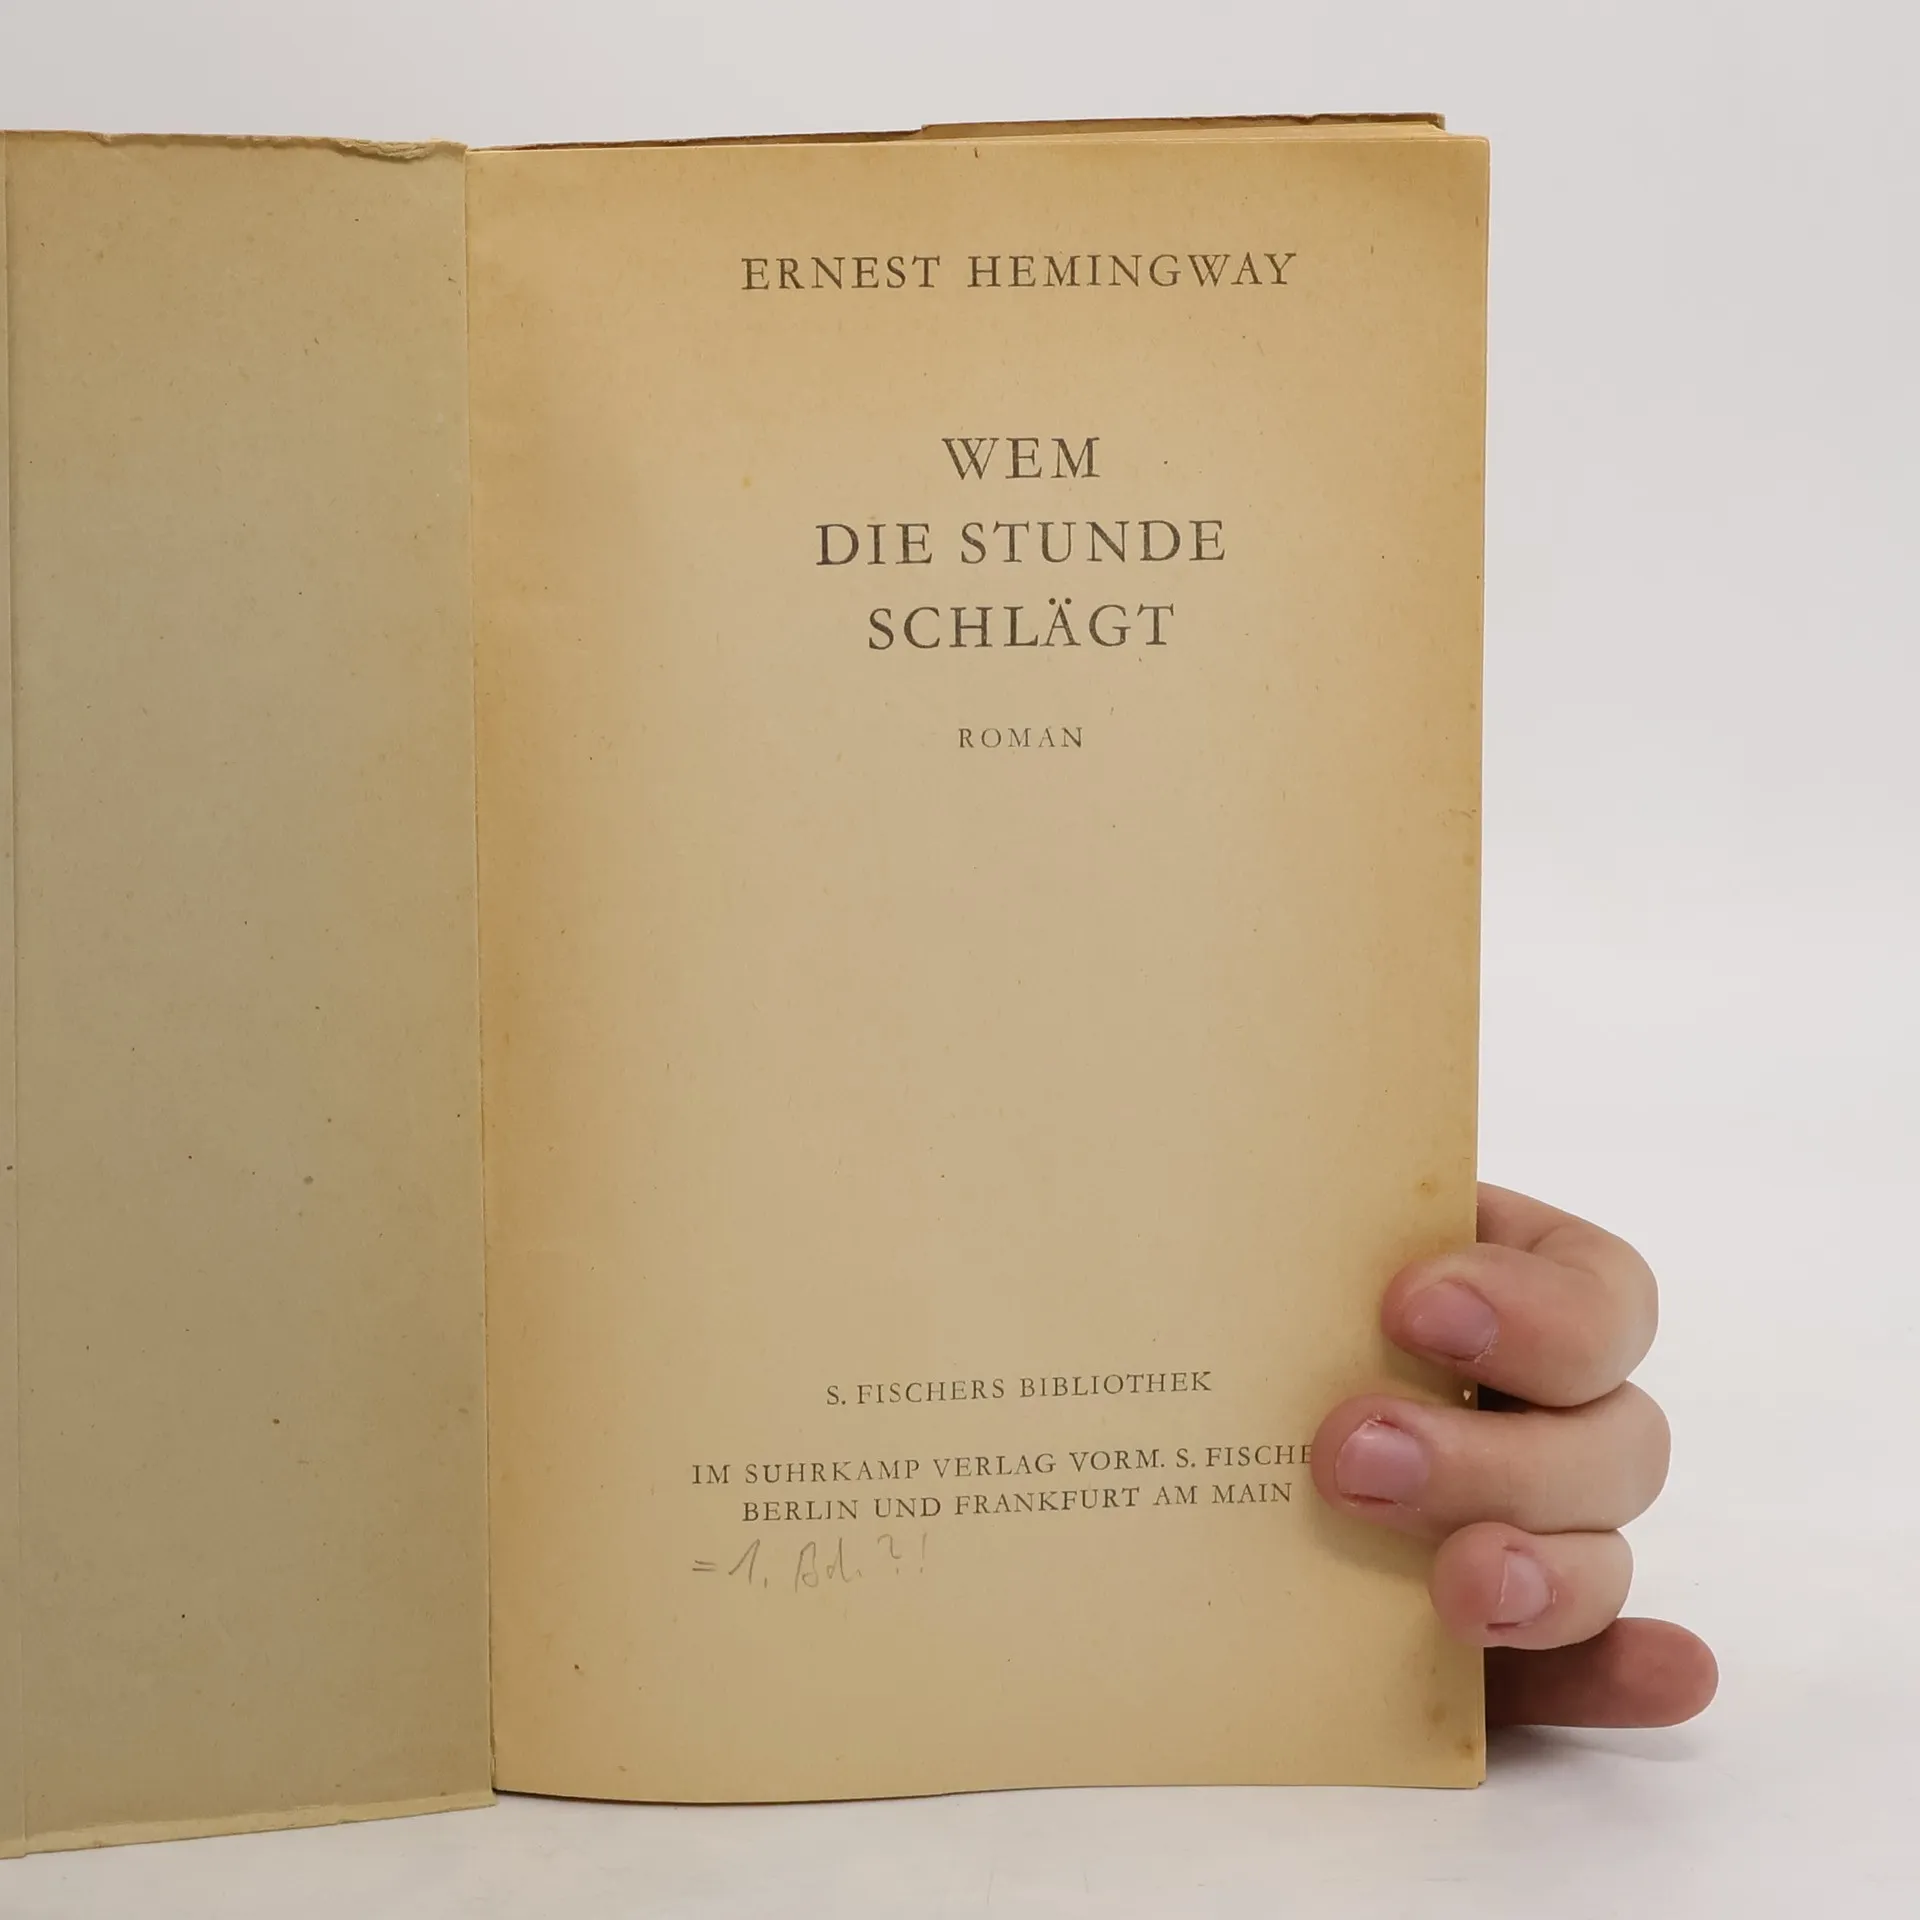 ERNEST HEMINGWAY
WEM
DIE STUNDE
SCHLÄGT
ROMAN
S. FISCHERS BIBLIOTHEK
IM SUHRKAMP VERLAG VORM. S. FISCHE
BERLIN UND FRANKFURT AM MAIN
= 1. Bd. ?!